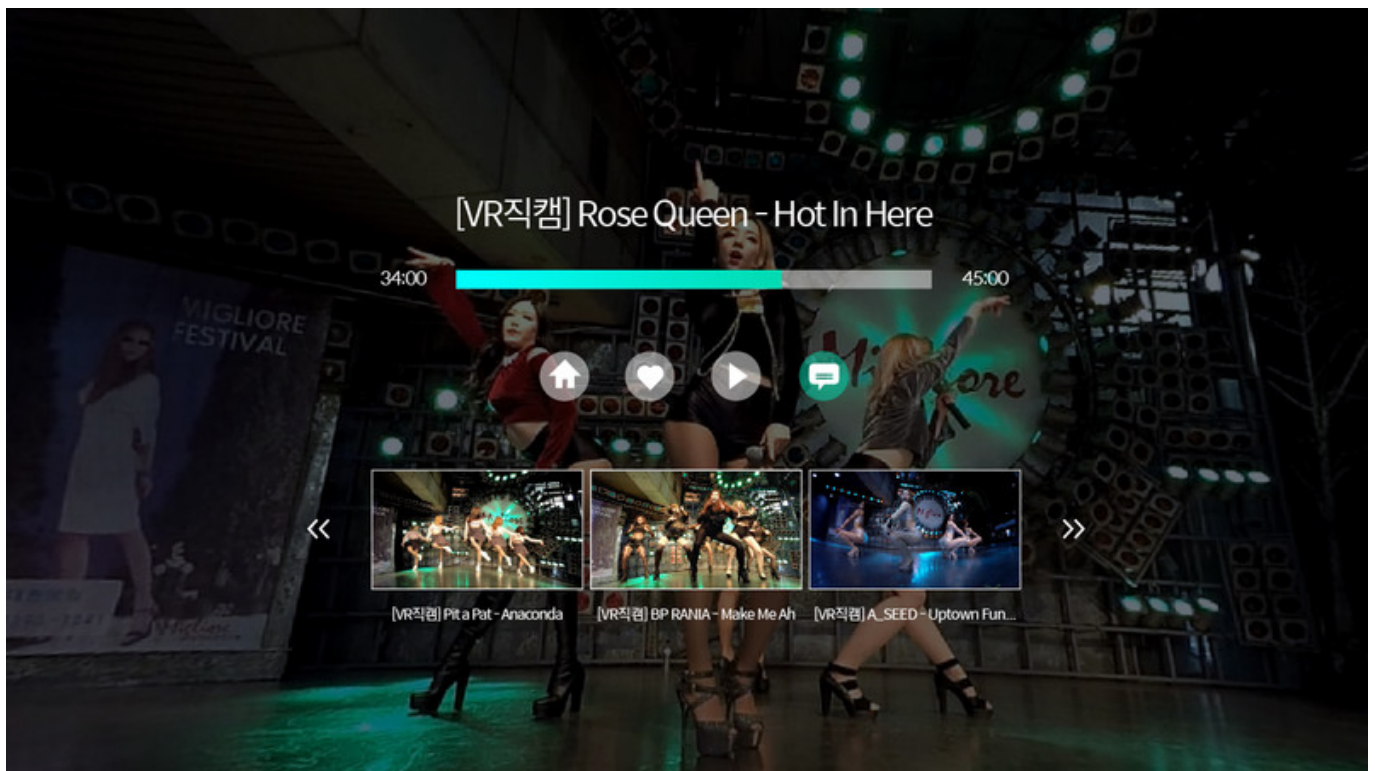 [VR직캠] Rose Queen - Hot In Here
34:00
45:00
MIGLIORE
FESTIVAL
[VR직캠] Pit a Pat - Anaconda
[VR직캠] BP RANIA - Make Me Ah
[VR직캠] A_SEED - Uptown Fun...
Migliore